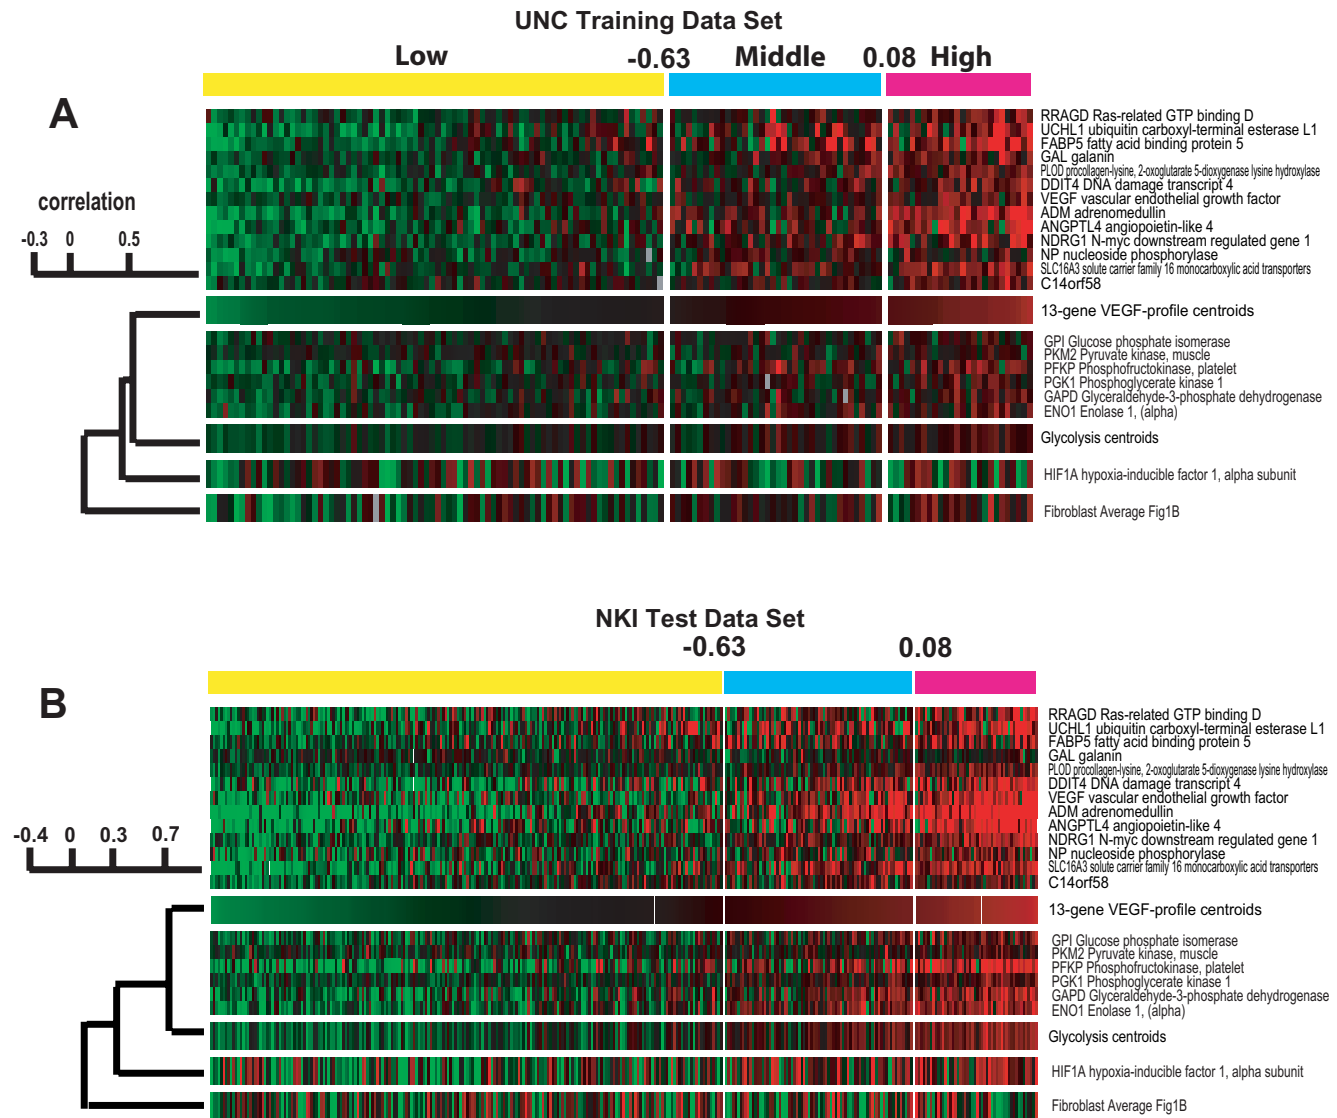 UNC Training Data Set
Low -0.63 Middle 0.08 High
A
RRAGD Ras-related GTP binding D
UCHL1 ubiquitin carboxyl-terminal esterase L1
FABP5 fatty acid binding protein 5
GAL galanin
PLOD procollagen-lysine, 2-oxoglutarate 5-dioxygenase lysine hydroxylase
DDIT4 DNA damage transcript 4
VEGF vascular endothelial growth factor
ADM adrenomedullin
ANGPTL4 angiopoietin-like 4
NDRG1 N-myc downstream regulated gene 1
NP nucleoside phosphorylase
SLC16A3 solute carrier family 16 monocarboxylic acid transporters
C14orf58
correlation
-0.3 0 0.5
13-gene VEGF-profile centroids
GPI Glucose phosphate isomerase
PKM2 Pyruvate kinase, muscle
PFKP Phosphofructokinase, platelet
PGK1 Phosphoglycerate kinase 1
GAPD Glyceraldehyde-3-phosphate dehydrogenase
ENO1 Enolase 1, (alpha)
Glycolysis centroids
HIF1A hypoxia-inducible factor 1, alpha subunit
Fibroblast Average Fig1B
NKI Test Data Set
-0.63 0.08
B
RRAGD Ras-related GTP binding D
UCHL1 ubiquitin carboxyl-terminal esterase L1
FABP5 fatty acid binding protein 5
GAL galanin
PLOD procollagen-lysine, 2-oxoglutarate 5-dioxygenase lysine hydroxylase
DDIT4 DNA damage transcript 4
VEGF vascular endothelial growth factor
ADM adrenomedullin
ANGPTL4 angiopoietin-like 4
NDRG1 N-myc downstream regulated gene 1
NP nucleoside phosphorylase
SLC16A3 solute carrier family 16 monocarboxylic acid transporters
C14orf58
-0.4 0 0.3 0.7
13-gene VEGF-profile centroids
GPI Glucose phosphate isomerase
PKM2 Pyruvate kinase, muscle
PFKP Phosphofructokinase, platelet
PGK1 Phosphoglycerate kinase 1
GAPD Glyceraldehyde-3-phosphate dehydrogenase
ENO1 Enolase 1, (alpha)
Glycolysis centroids
HIF1A hypoxia-inducible factor 1, alpha subunit
Fibroblast Average Fig1B